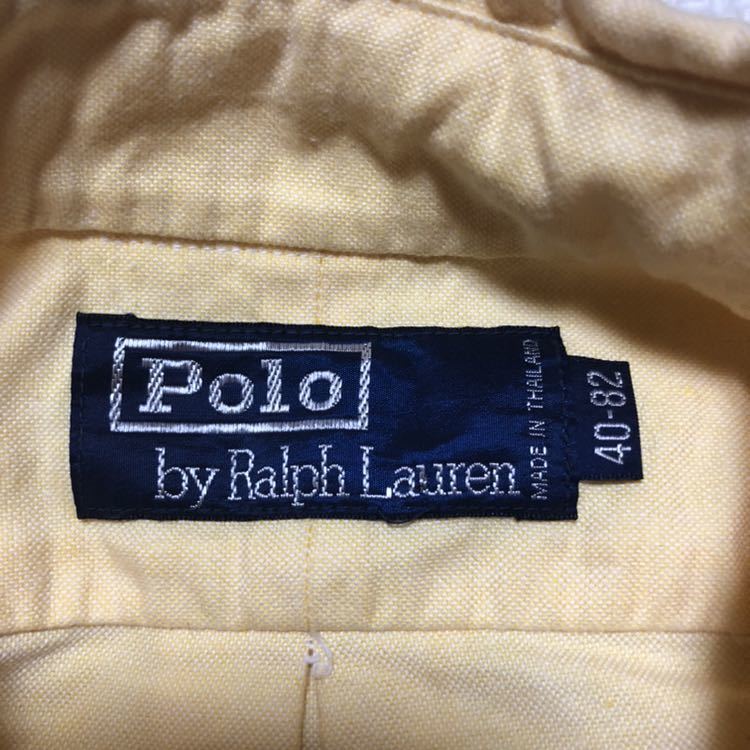 Polo
by Ralph Lauren
MADE IN THAILAND
40-82